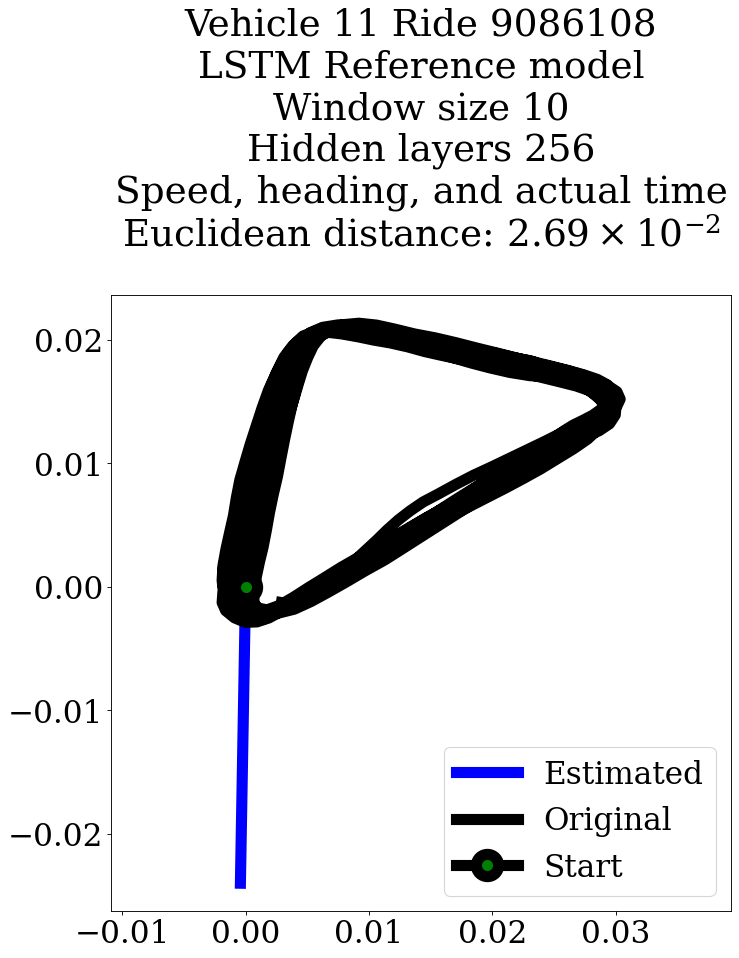 Vehicle 11 Ride 9086108
LSTM Reference model
Window size 10
Hidden layers 256
Speed, heading, and actual time
Euclidean distance: 2.69 × 10⁻²
0.02
0.01
0.00
−0.01
−0.02
Estimated
Original
Start
−0.01 0.00 0.01 0.02 0.03